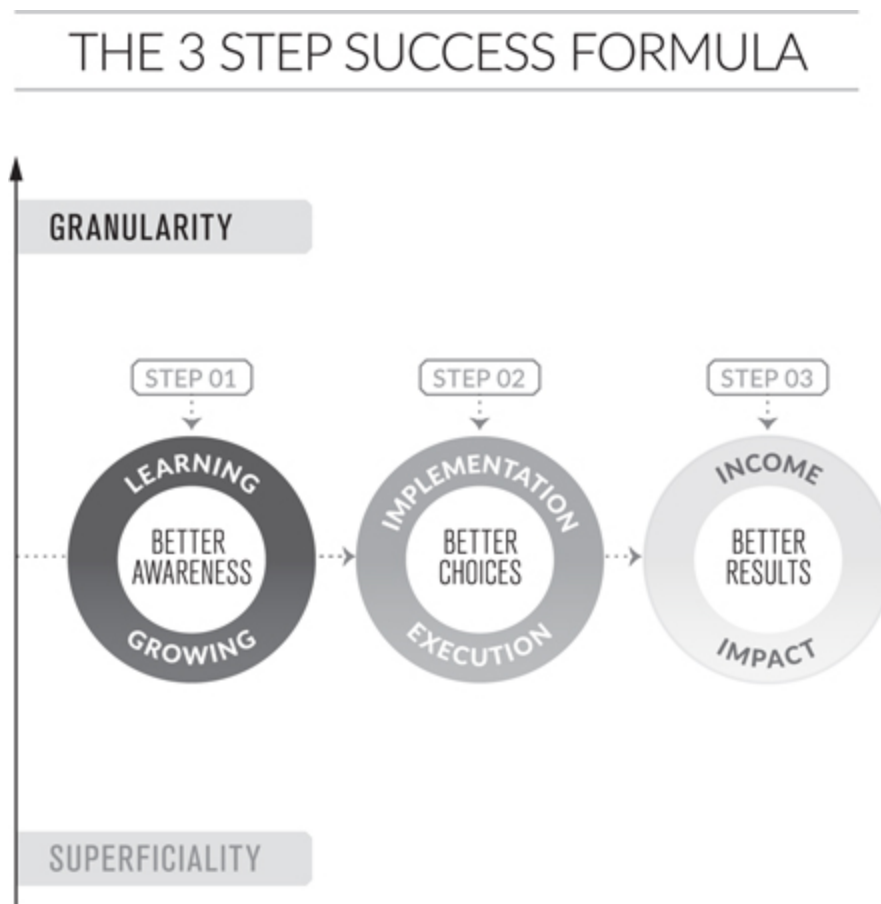 THE 3 STEP SUCCESS FORMULA
GRANULARITY
STEP 01
STEP 02
STEP 03
LEARNING
BETTER
AWARENESS
GROWING
IMPLEMENTATION
BETTER
CHOICES
EXECUTION
INCOME
BETTER
RESULTS
IMPACT
SUPERFICIALITY